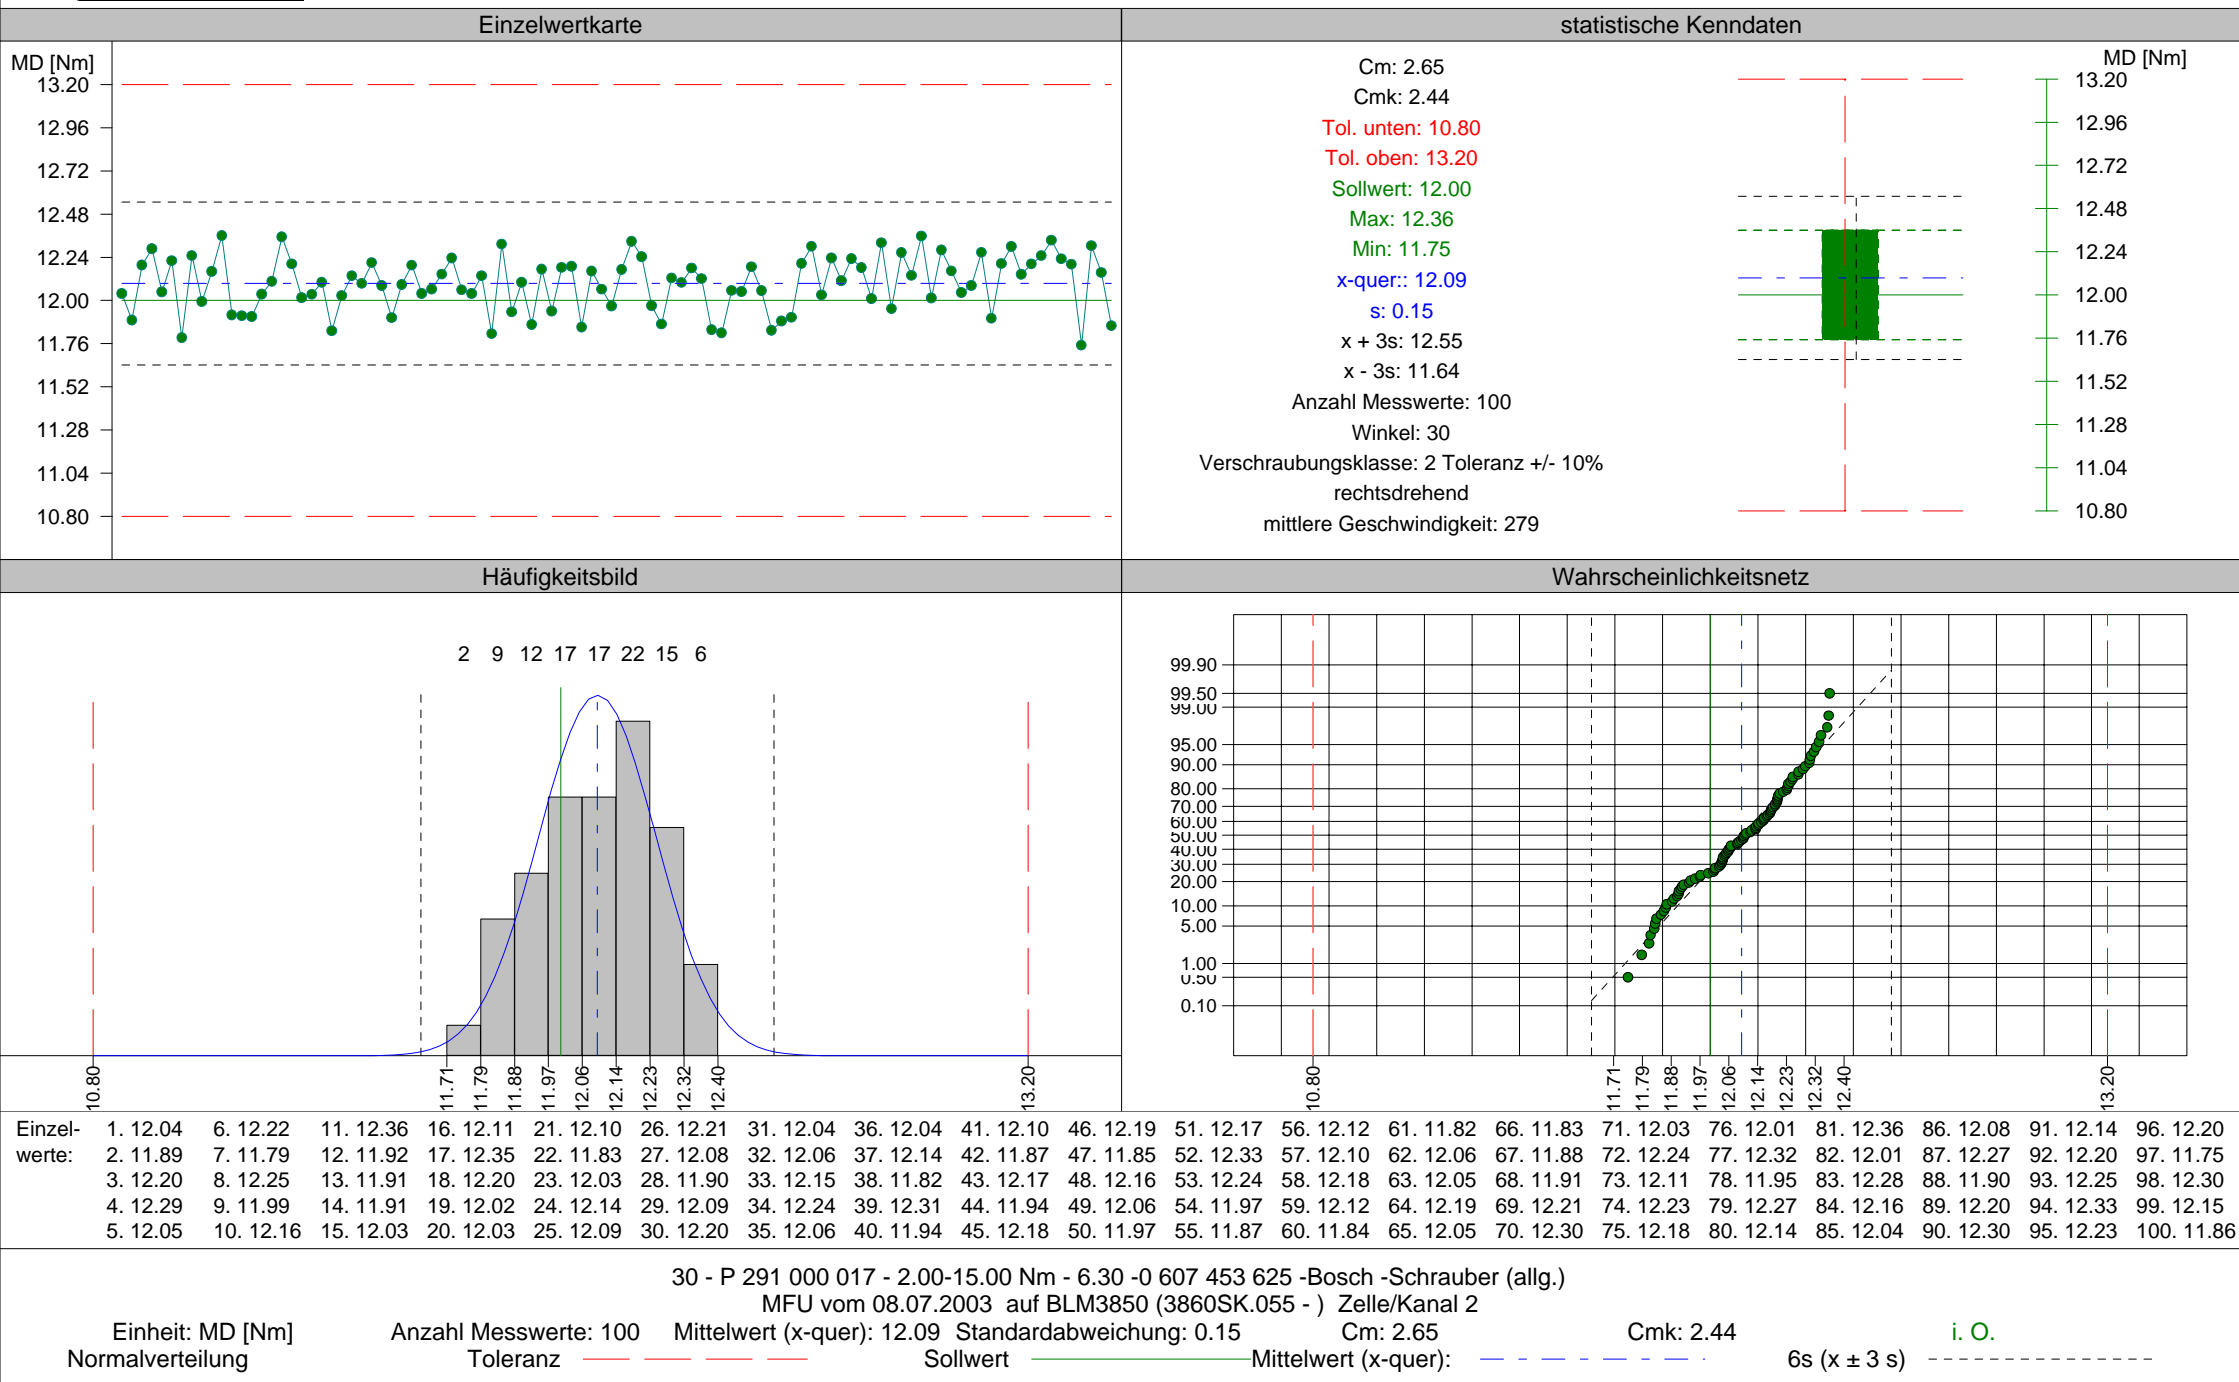 Einzelwertkarte
statistische Kenndaten
MD [Nm]
13.20
12.96
12.72
12.48
12.24
12.00
11.76
11.52
11.28
11.04
10.80
Cm: 2.65
Cmk: 2.44
Tol. unten: 10.80
Tol. oben: 13.20
Sollwert: 12.00
Max: 12.36
Min: 11.75
x-quer:: 12.09
s: 0.15
x + 3s: 12.55
x - 3s: 11.64
Anzahl Messwerte: 100
Winkel: 30
Verschraubungsklasse: 2 Toleranz +/- 10%
rechtsdrehend
mittlere Geschwindigkeit: 279
MD [Nm]
13.20
12.96
12.72
12.48
12.24
12.00
11.76
11.52
11.28
11.04
10.80
Häufigkeitsbild
Wahrscheinlichkeitsnetz
2 9 12 17 17 22 15 6
10.80 11.71 11.79 11.88 11.97 12.06 12.14 12.23 12.32 12.40 13.20
99.90
99.50
99.00
95.00
90.00
80.00
70.00
60.00
50.00
40.00
30.00
20.00
10.00
5.00
1.00
0.50
0.10
10.80 11.71 11.79 11.88 11.97 12.06 12.14 12.23 12.32 12.40 13.20
Einzel- 1. 12.04 6. 12.22 11. 12.36 16. 12.11 21. 12.10 26. 12.21 31. 12.04 36. 12.04 41. 12.10 46. 12.19 51. 12.17 56. 12.12 61. 11.82 66. 11.83 71. 12.03 76. 12.01 81. 12.36 86. 12.08 91. 12.14 96. 12.20
werte: 2. 11.89 7. 11.79 12. 11.92 17. 12.35 22. 11.83 27. 12.08 32. 12.06 37. 12.14 42. 11.87 47. 11.85 52. 12.33 57. 12.10 62. 12.06 67. 11.88 72. 12.24 77. 12.32 82. 12.01 87. 12.27 92. 12.20 97. 11.75
3. 12.20 8. 12.25 13. 11.91 18. 12.20 23. 12.03 28. 11.90 33. 12.15 38. 11.82 43. 12.17 48. 12.16 53. 12.24 58. 12.18 63. 12.05 68. 11.91 73. 12.11 78. 11.95 83. 12.28 88. 11.90 93. 12.25 98. 12.30
4. 12.29 9. 11.99 14. 11.91 19. 12.02 24. 12.14 29. 12.09 34. 12.24 39. 12.31 44. 11.94 49. 12.06 54. 11.97 59. 12.12 64. 12.19 69. 12.21 74. 12.23 79. 12.27 84. 12.16 89. 12.20 94. 12.33 99. 12.15
5. 12.05 10. 12.16 15. 12.03 20. 12.03 25. 12.09 30. 12.20 35. 12.06 40. 11.94 45. 12.18 50. 11.97 55. 11.87 60. 11.84 65. 12.05 70. 12.30 75. 12.18 80. 12.14 85. 12.04 90. 12.30 95. 12.23 100. 11.86
30 - P 291 000 017 - 2.00-15.00 Nm - 6.30 -0 607 453 625 -Bosch -Schrauber (allg.)
MFU vom 08.07.2003 auf BLM3850 (3860SK.055 - ) Zelle/Kanal 2
Einheit: MD [Nm] Anzahl Messwerte: 100 Mittelwert (x-quer): 12.09 Standardabweichung: 0.15 Cm: 2.65 Cmk: 2.44 i. O.
Normalverteilung Toleranz Sollwert Mittelwert (x-quer): 6s (x ± 3 s)